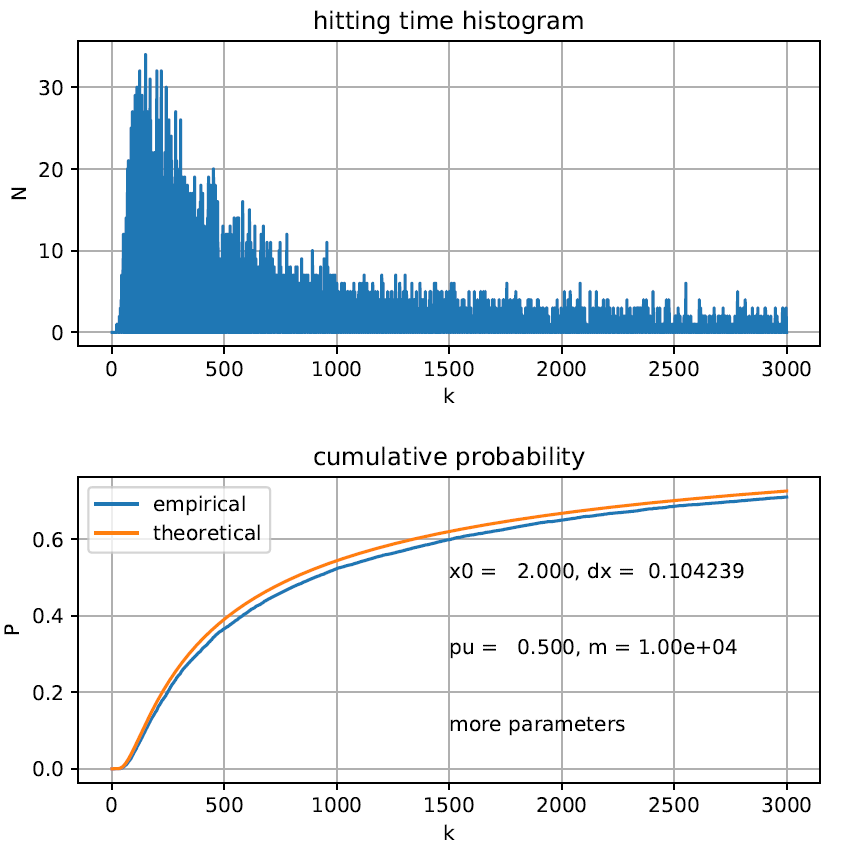 hitting time histogram
30
20
10
0
N
0 500 1000 1500 2000 2500 3000
k
cumulative probability
empirical
theoretical
0.6
0.4
0.2
0.0
P
x0 =   2.000, dx =  0.104239
pu =   0.500, m = 1.00e+04
more parameters
0 500 1000 1500 2000 2500 3000
k